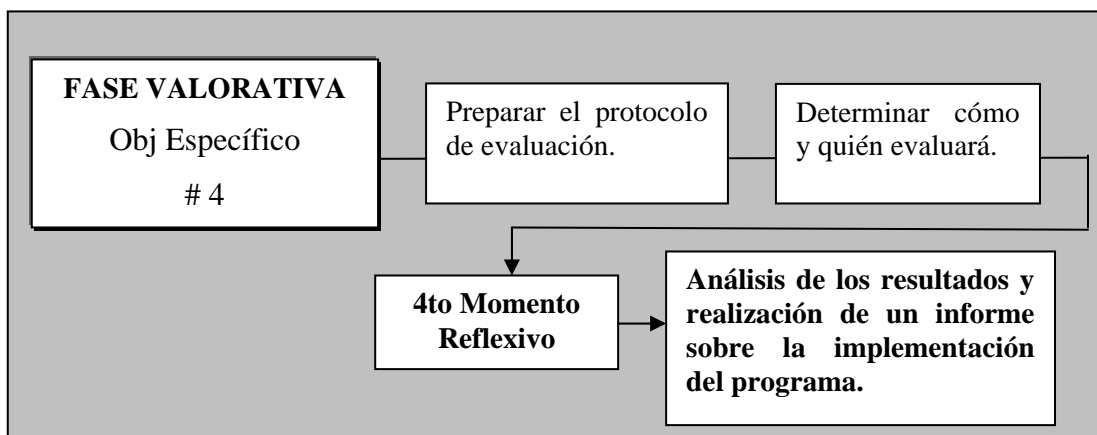 FASE VALORATIVA
Obj Específico
# 4
Preparar el protocolo
de evaluación.
Determinar cómo
y quién evaluará.
4to Momento
Reflexivo
Análisis de los resultados y
realización de un informe
sobre la implementación
del programa.